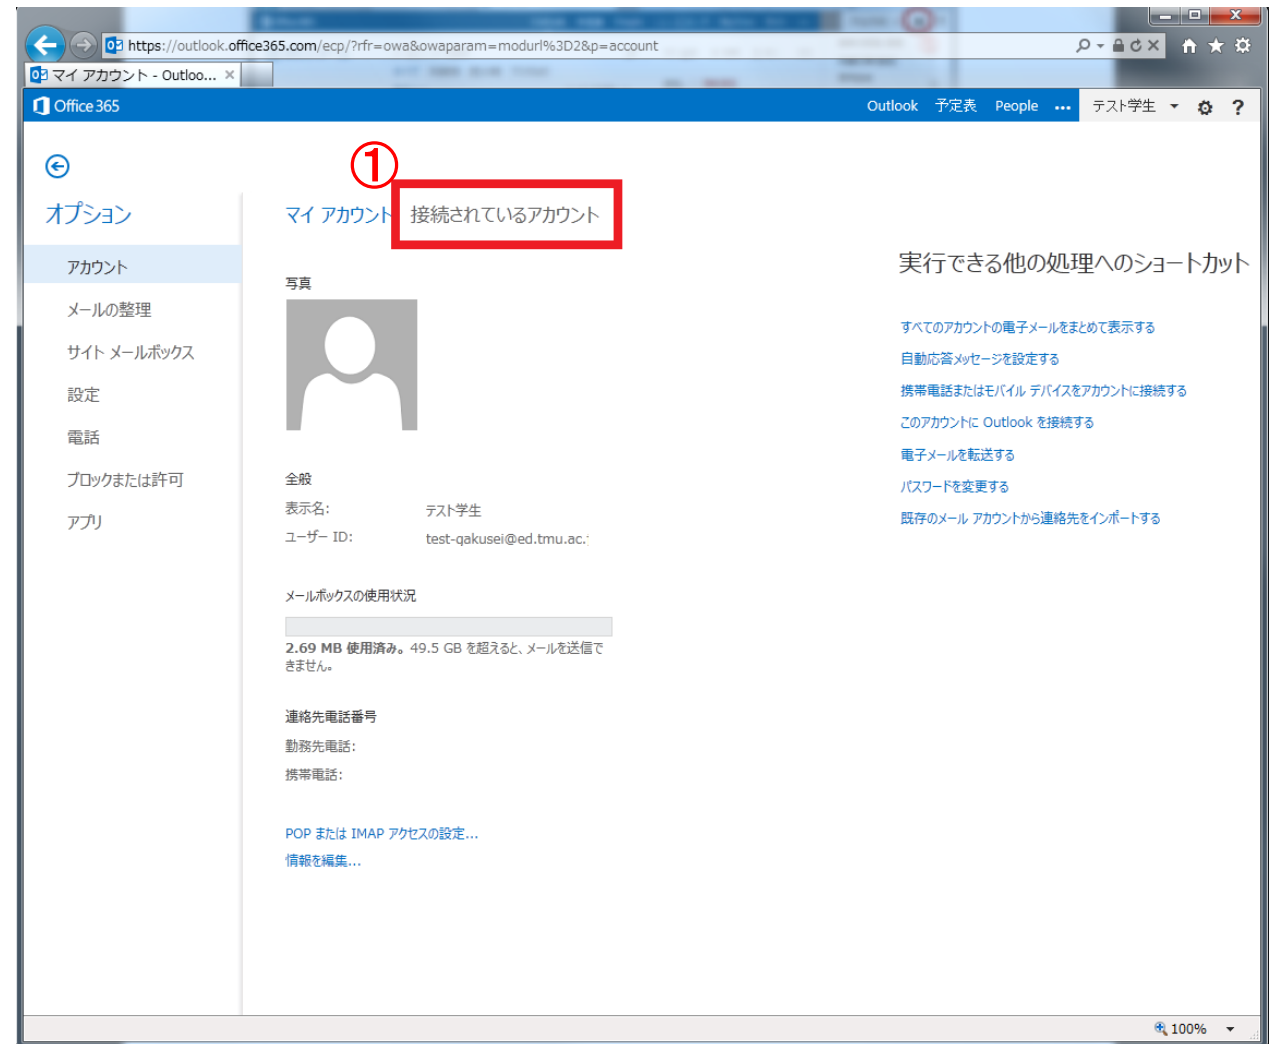 https://outlook.office365.com/ecp/?rfr=owa&owaparam=modurl%3D2&p=account
マイ アカウント - Outloo...
Office 365
Outlook 予定表 People ••• テスト学生 ?
①
オプション
マイ アカウント 接続されているアカウント
アカウント
メールの整理
サイト メールボックス
設定
電話
ブロックまたは許可
アプリ
写真
全般
表示名: テスト学生
ユーザー ID: test-gakusei@ed.tmu.ac.
メールボックスの使用状況
2.69 MB 使用済み。49.5 GB を超えると、メールを送信で
きません。
連絡先電話番号
勤務先電話:
携帯電話:
POP または IMAP アクセスの設定...
情報を編集...
実行できる他の処理へのショートカット
すべてのアカウントの電子メールをまとめて表示する
自動応答メッセージを設定する
携帯電話またはモバイル デバイスをアカウントに接続する
このアカウントに Outlook を接続する
電子メールを転送する
パスワードを変更する
既存のメール アカウントから連絡先をインポートする
100%